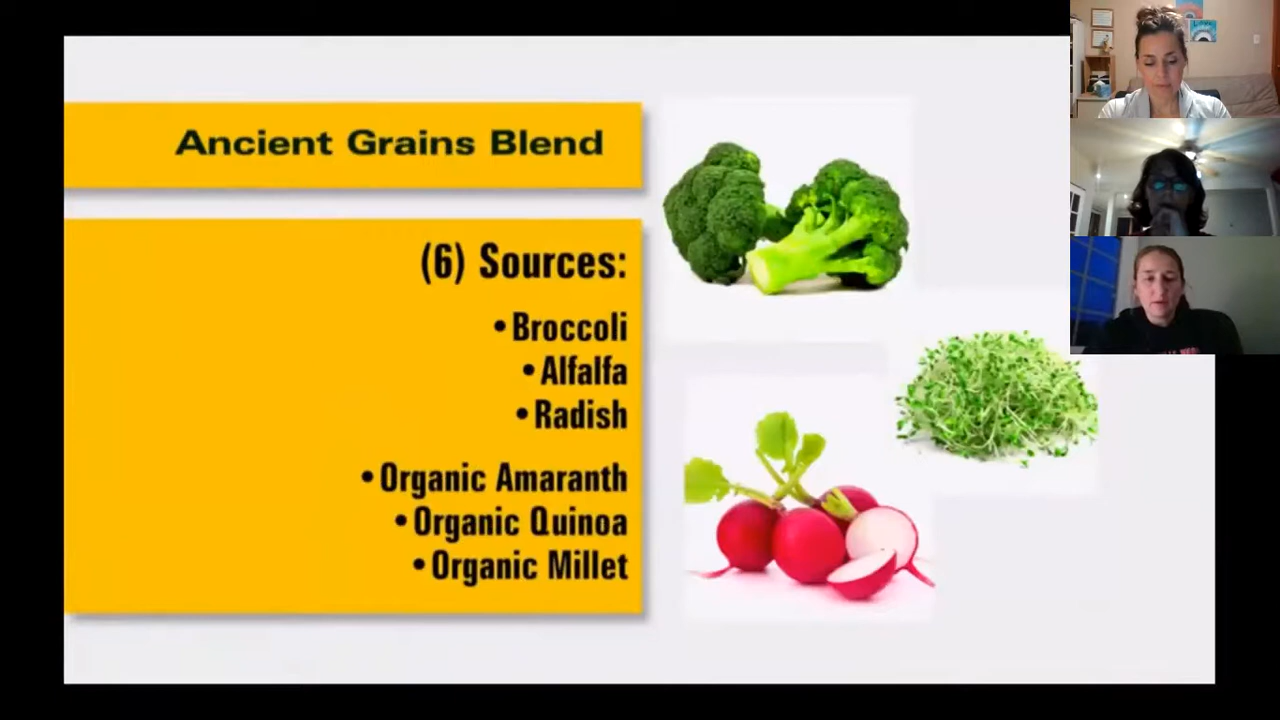 Ancient Grains Blend
(6) Sources:
• Broccoli
• Alfalfa
• Radish
• Organic Amaranth
• Organic Quinoa
• Organic Millet